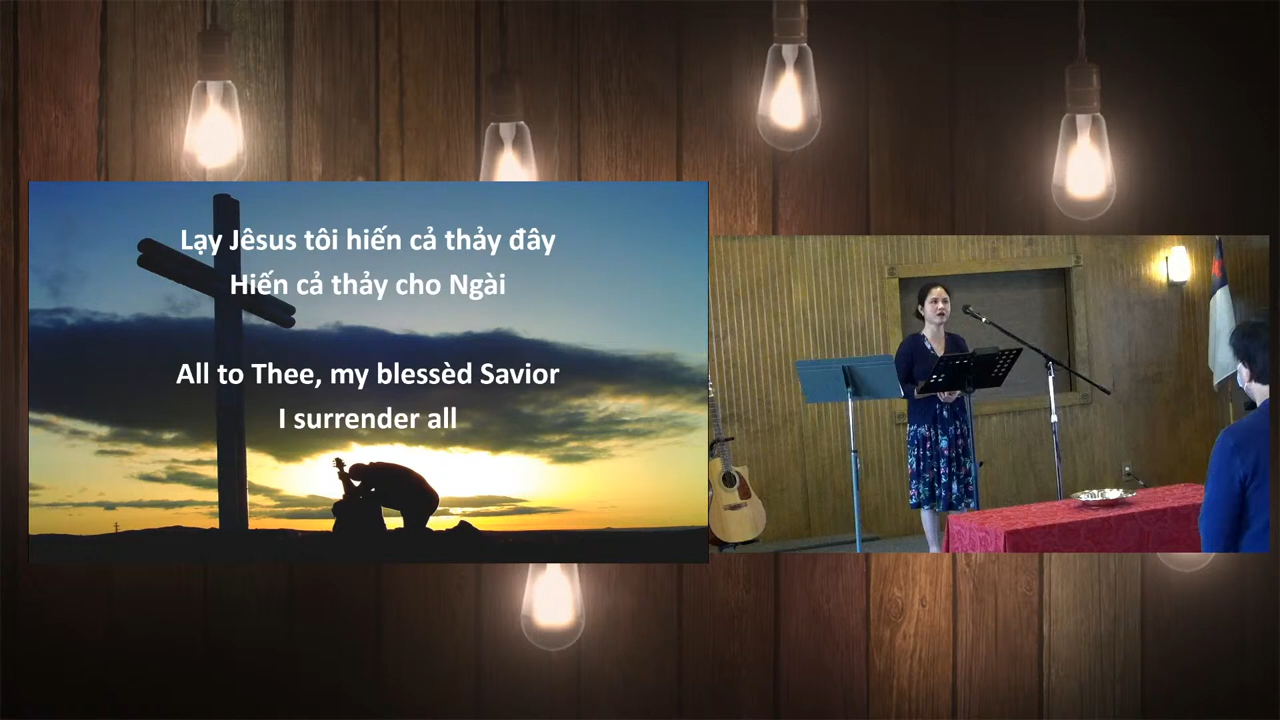 Lạy Jêsus tôi hiến cả thảy đây
Hiến cả thảy cho Ngài
All to Thee, my blessèd Savior
I surrender all